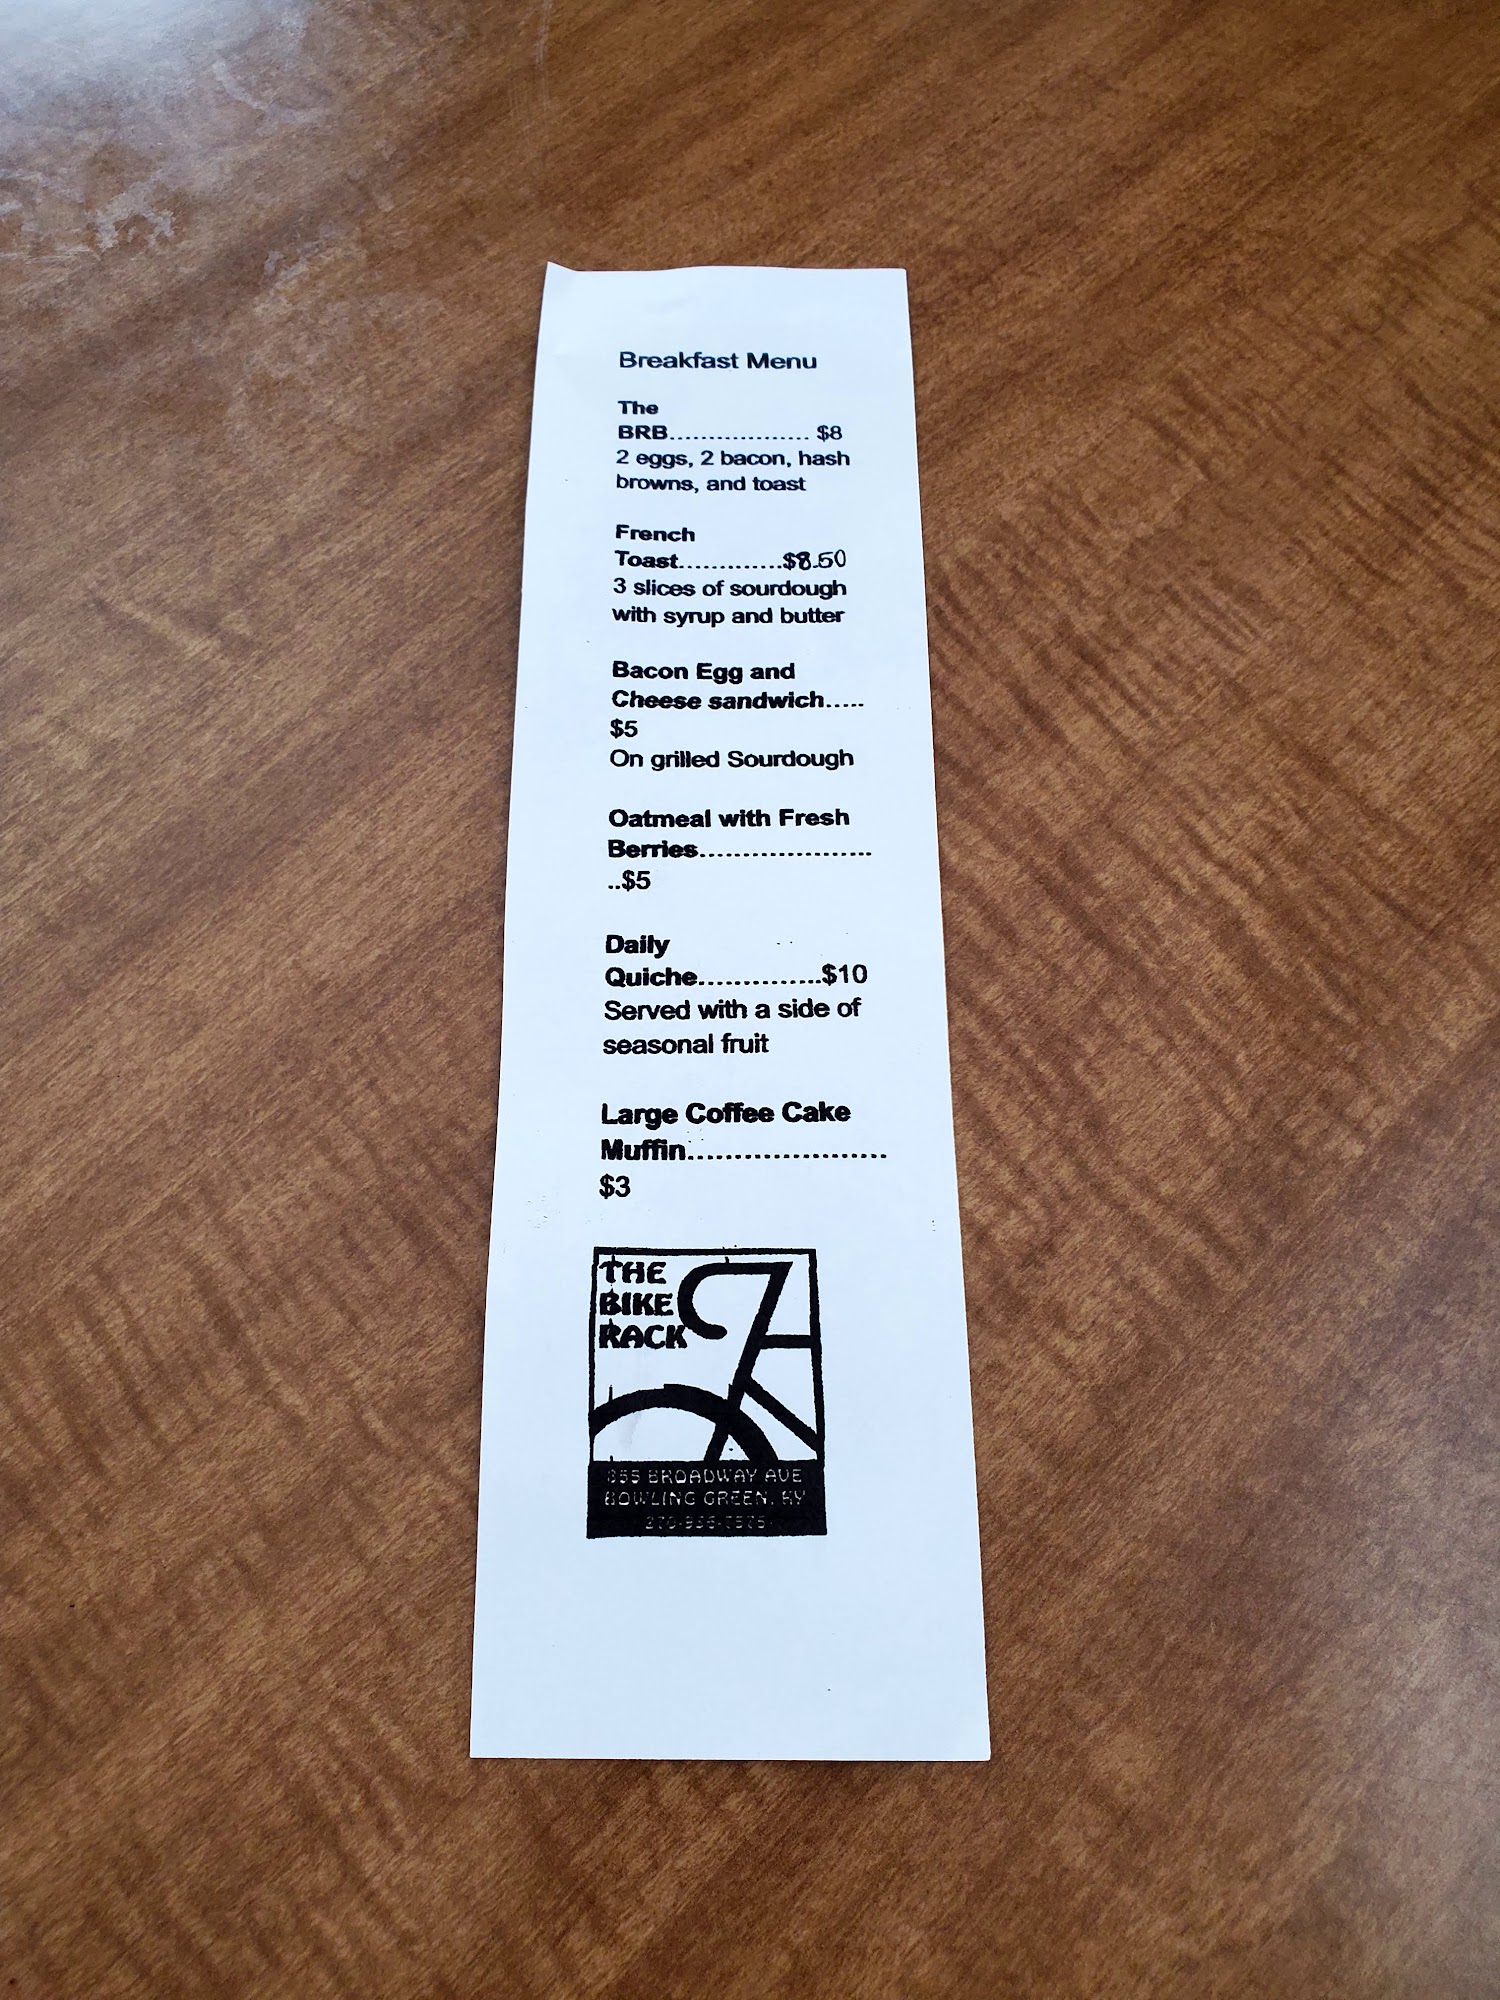 Breakfast Menu
The
BRB.................. $8
2 eggs, 2 bacon, hash
browns, and toast
French
Toast.............$8.50
3 slices of sourdough
with syrup and butter
Bacon Egg and
Cheese sandwich.....
$5
On grilled Sourdough
Oatmeal with Fresh
Berries......................
..$5
Daily
Quiche..............$10
Served with a side of
seasonal fruit
Large Coffee Cake
Muffin.....................
$3
THE
BIKE
RACK
BROADWAY AVE
BOWLING GREEN, KY